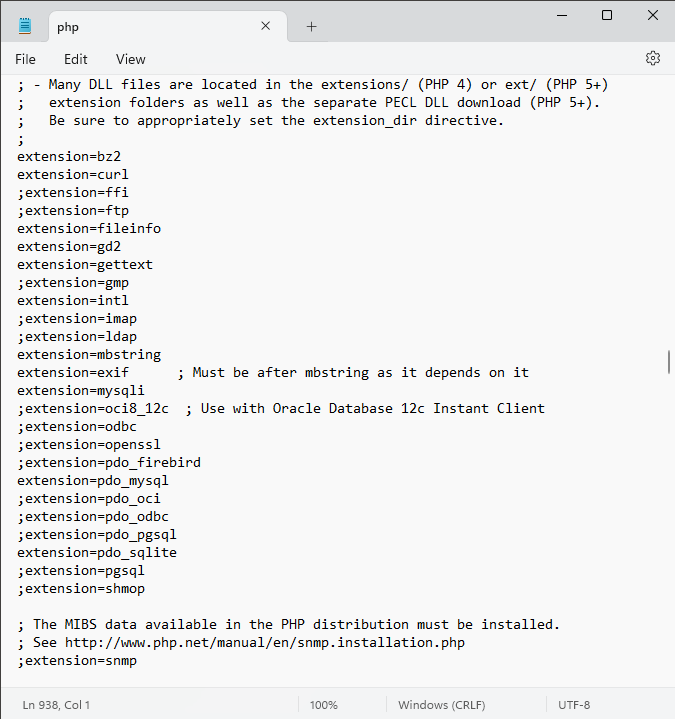 php
File Edit View
; - Many DLL files are located in the extensions/ (PHP 4) or ext/ (PHP 5+)
;   extension folders as well as the separate PECL DLL download (PHP 5+).
;   Be sure to appropriately set the extension_dir directive.
;
extension=bz2
extension=curl
;extension=ffi
;extension=ftp
extension=fileinfo
extension=gd2
extension=gettext
;extension=gmp
extension=intl
;extension=imap
;extension=ldap
extension=mbstring
extension=exif      ; Must be after mbstring as it depends on it
extension=mysqli
;extension=oci8_12c  ; Use with Oracle Database 12c Instant Client
;extension=odbc
;extension=openssl
;extension=pdo_firebird
extension=pdo_mysql
;extension=pdo_oci
;extension=pdo_odbc
;extension=pdo_pgsql
extension=pdo_sqlite
;extension=pgsql
;extension=shmop

; The MIBS data available in the PHP distribution must be installed.
; See http://www.php.net/manual/en/snmp.installation.php
;extension=snmp
Ln 938, Col 1 100% Windows (CRLF) UTF-8